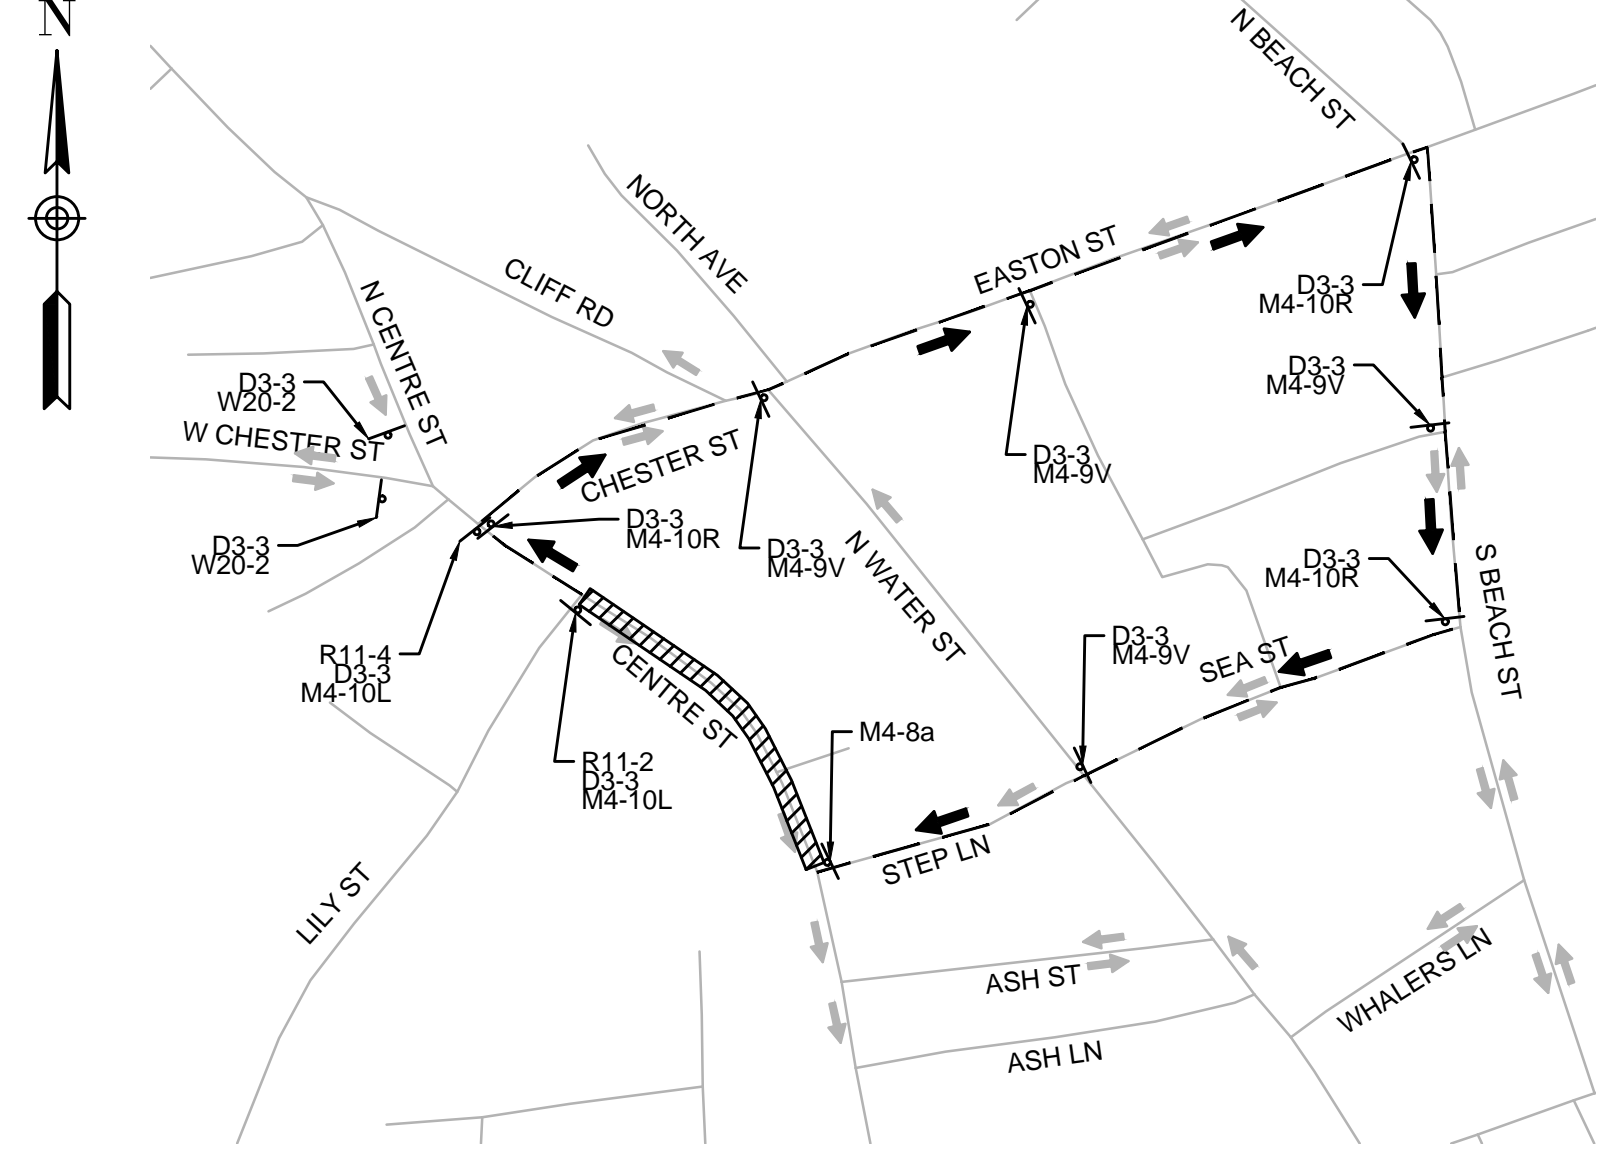 N
N BEACH ST
NORTH AVE
EASTON ST
CLIFF RD
N CENTRE ST
D3-3
M4-10R
D3-3
M4-9V
D3-3
W20-2
W CHESTER ST
CHESTER ST
D3-3
M4-9V
D3-3
M4-10R
D3-3
M4-9V
D3-3
W20-2
N WATER ST
D3-3
M4-10R
S BEACH ST
D3-3
M4-9V
SEA ST
R11-4
D3-3
M4-10L
CENTRE ST
M4-8a
R11-2
D3-3
M4-10L
STEP LN
LILY ST
ASH ST
WHALERS LN
ASH LN